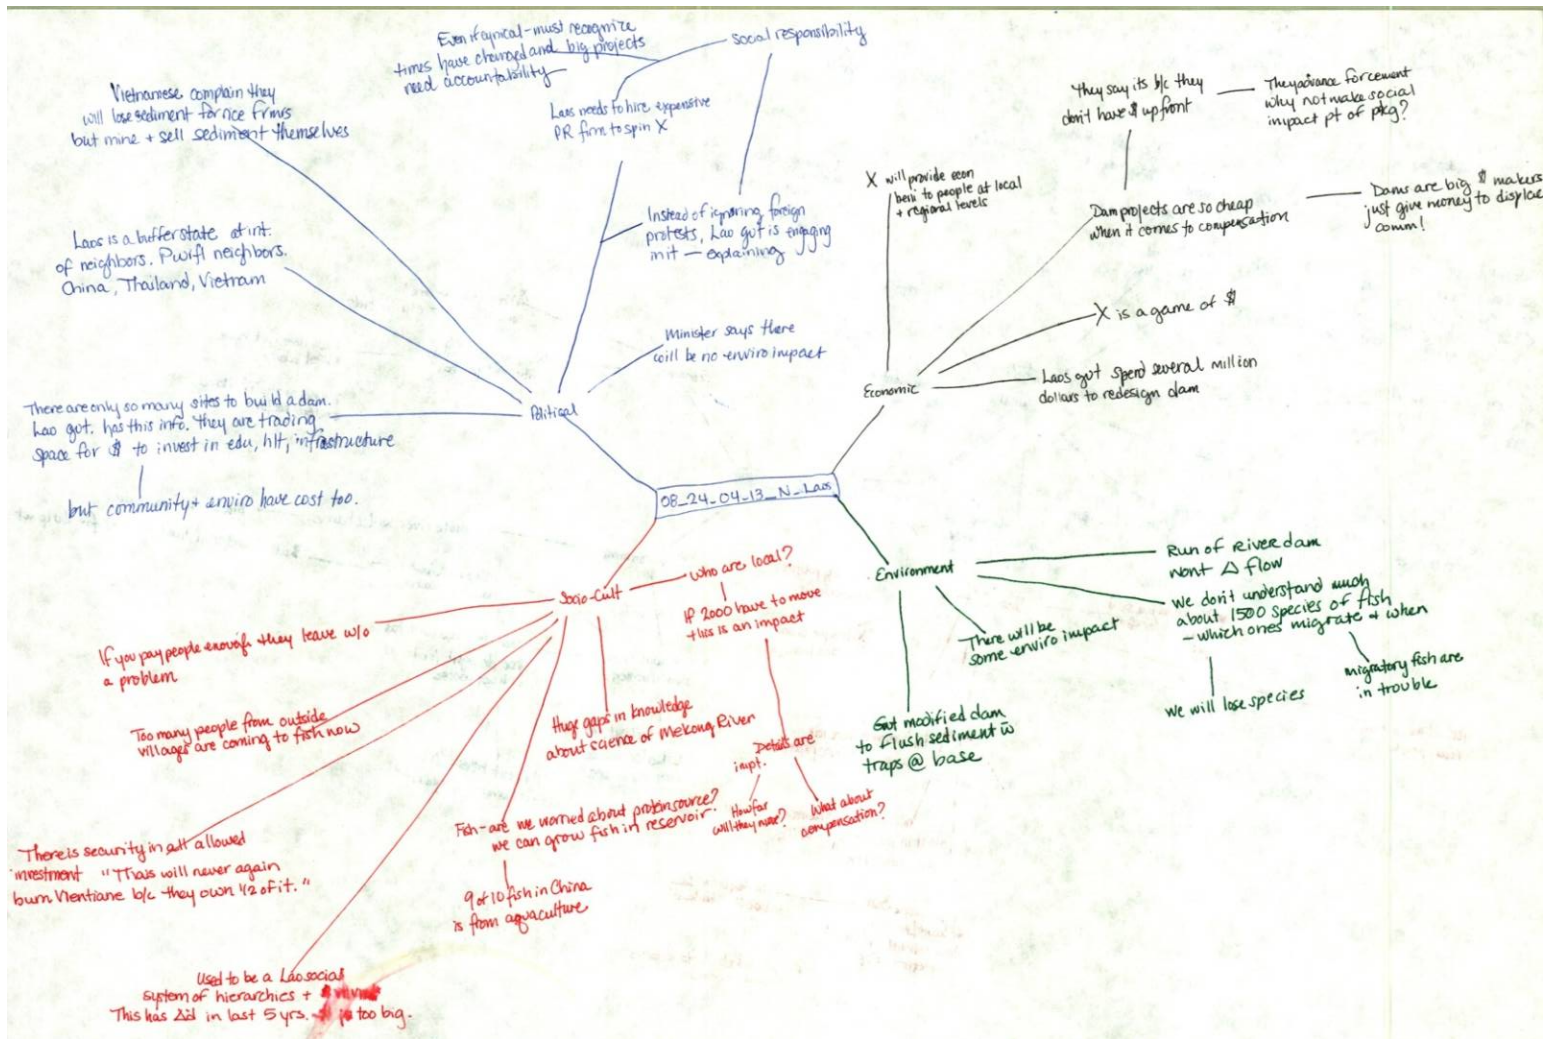 08_24_04_13_N_Laos
Political
Vietnamese complain they
will lose sediment for rice frms
but mine + sell sediment themselves
Laos is a buffer state at int.
of neighbors. Pwrfl neighbors.
China, Thailand, Vietnam
There are only so many sites to build a dam.
Lao gvt. has this info. they are trading
space for $ to invest in edu, hlt, infrastructure
but community + enviro have cost too.
Even if cynical - must recognize
times have changed and big projects
need accountability
social responsibility
Laos needs to hire expensive
PR firm to spin X
Instead of ignoring foreign
protests, Lao gvt is engaging
in it — explaining
Minister says there
will be no enviro impact
Economic
X will provide econ
beni to people at local
+ regional levels
They say its b/c they
don't have $ upfront
They advance for cement
why not make social
impact pt of pkg?
Dam projects are so cheap
when it comes to compensation
Dams are big $ makers
just give money to displace
comm!
X is a game of $
Laos gvt spend several million
dollars to redesign dam
Environment
Run of River dam
wont Δ flow
We don't understand much
about 1500 species of fish
- which ones migrate + when
migratory fish are
in trouble
we will lose species
There will be
some enviro impact
Gvt modified dam
to flush sediment w̄
traps @ base
Socio-Cult
Who are local?
If 2000 have to move
this is an impact
Details are
impt.
How far
will they move?
What about
compensation?
If you pay people enough they leave w/o
a problem
Too many people from outside
villages are coming to fish now
Huge gaps in knowledge
about science of Mekong River
Fish - are we worried about protein source?
we can grow fish in reservoir.
9 of 10 fish in China
is from aquaculture
There is security in allowed
investment "Thais will never again
burn Vientiane b/c they own 1/2 of it."
Used to be a Lao social
system of hierarchies +
This has Δd in last 5 yrs. too big.